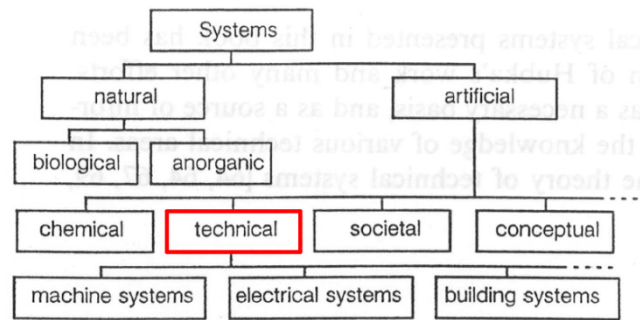 Systems
natural
artificial
biological
anorganic
chemical
technical
societal
conceptual
machine systems
electrical systems
building systems